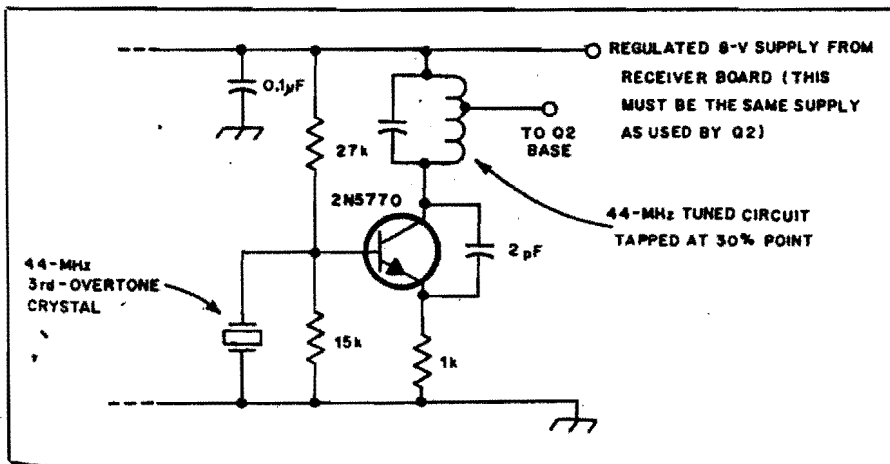 0.1µF
REGULATED 8-V SUPPLY FROM
RECEIVER BOARD (THIS
MUST BE THE SAME SUPPLY
AS USED BY Q2)
TO Q2
BASE
27k
2N5770
44-MHz TUNED CIRCUIT
TAPPED AT 30% POINT
2pF
44-MHz
3rd-OVERTONE
CRYSTAL
15k
1k